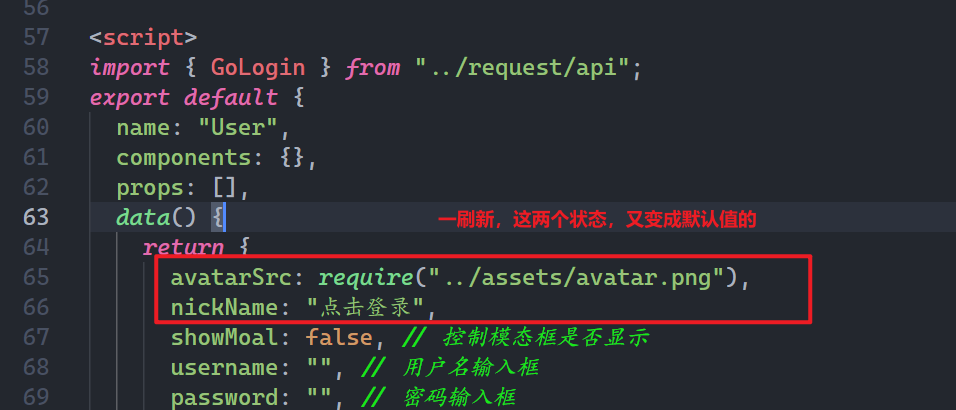 56
57 <script>
58 import { GoLogin } from "../request/api";
59 export default {
60 name: "User",
61 components: {},
62 props: [],
63 data() { 一刷新，这两个状态，又变成默认值的
64 return {
65 avatarSrc: require("../assets/avatar.png"),
66 nickName: "点击登录",
67 showMoal: false, // 控制模态框是否显示
68 username: "", // 用户名输入框
69 password: "", // 密码输入框